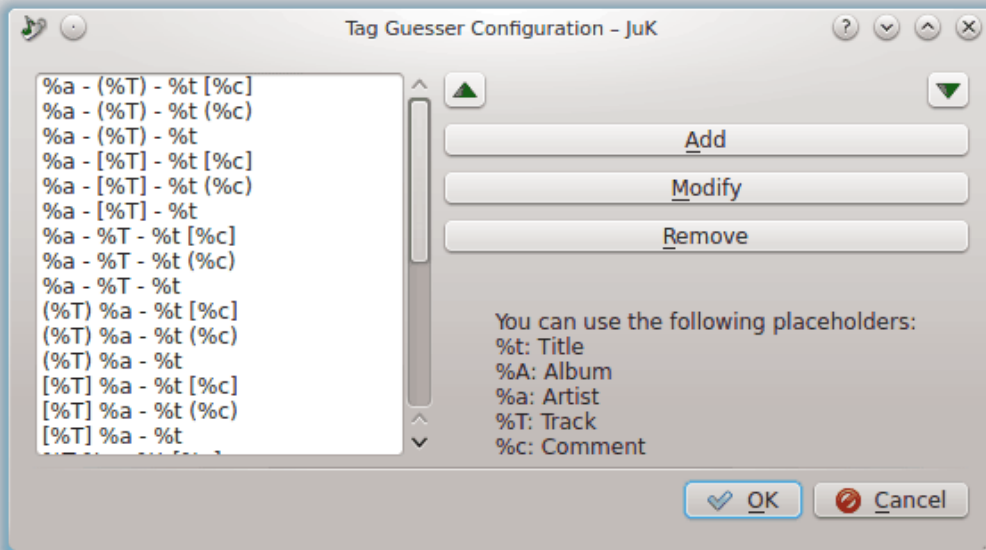 Tag Guesser Configuration – JuK
%a - (%T) - %t [%c]
%a - (%T) - %t (%c)
%a - (%T) - %t
%a - [%T] - %t [%c]
%a - [%T] - %t (%c)
%a - [%T] - %t
%a - %T - %t [%c]
%a - %T - %t (%c)
%a - %T - %t
(%T) %a - %t [%c]
(%T) %a - %t (%c)
(%T) %a - %t
[%T] %a - %t [%c]
[%T] %a - %t (%c)
[%T] %a - %t
Add
Modify
Remove
You can use the following placeholders:
%t: Title
%A: Album
%a: Artist
%T: Track
%c: Comment
OK
Cancel